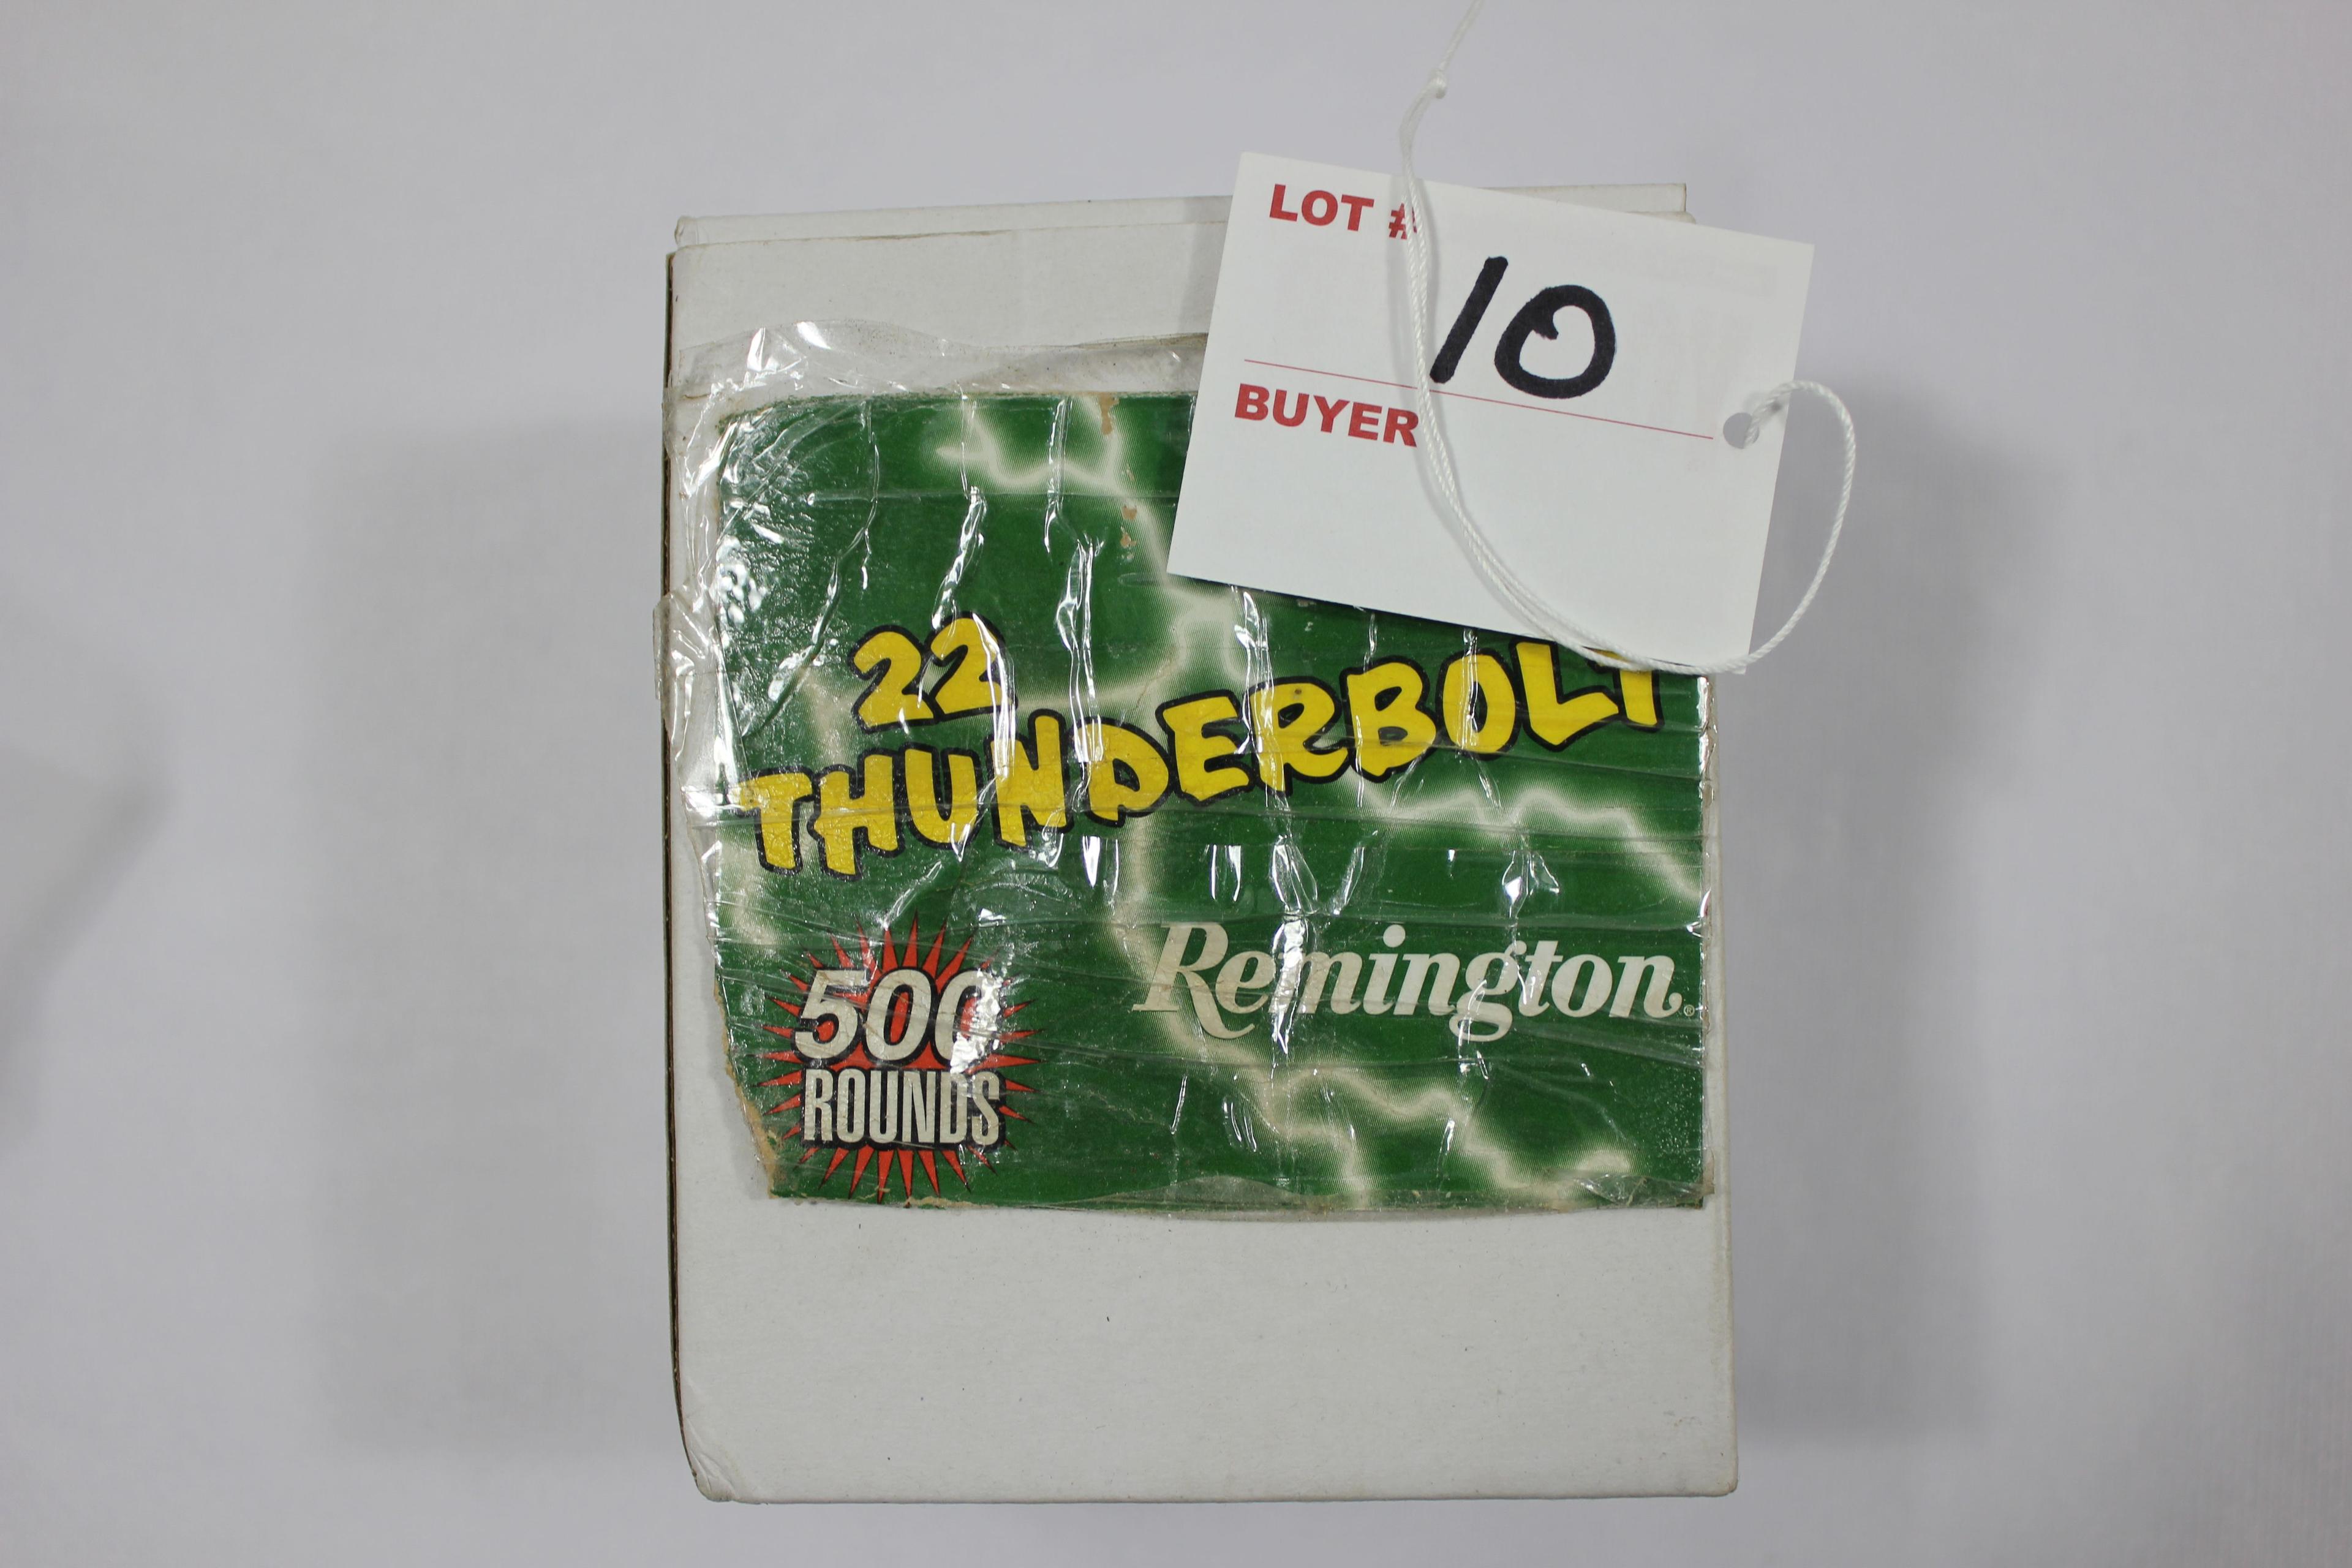 LOT #
10
BUYER
22
THUNDERBOLT
Remington®
500
ROUNDS